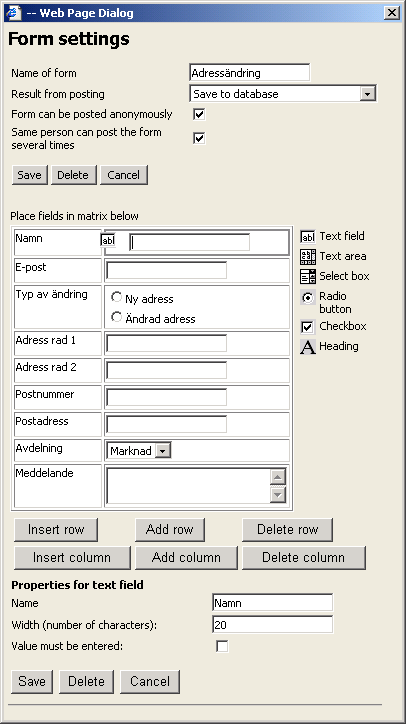 -- Web Page Dialog
Form settings
Name of form Adressändring
Result from posting Save to database
Form can be posted anonymously
Same person can post the form
several times
Save Delete Cancel
Place fields in matrix below
Namn abl
E-post
Typ av ändring Ny adress
Ändrad adress
Adress rad 1
Adress rad 2
Postnummer
Postadress
Avdelning Marknad
Meddelande
abl Text field
Text area
Select box
Radio
button
Checkbox
A Heading
Insert row Add row Delete row
Insert column Add column Delete column
Properties for text field
Name Namn
Width (number of characters): 20
Value must be entered:
Save Delete Cancel